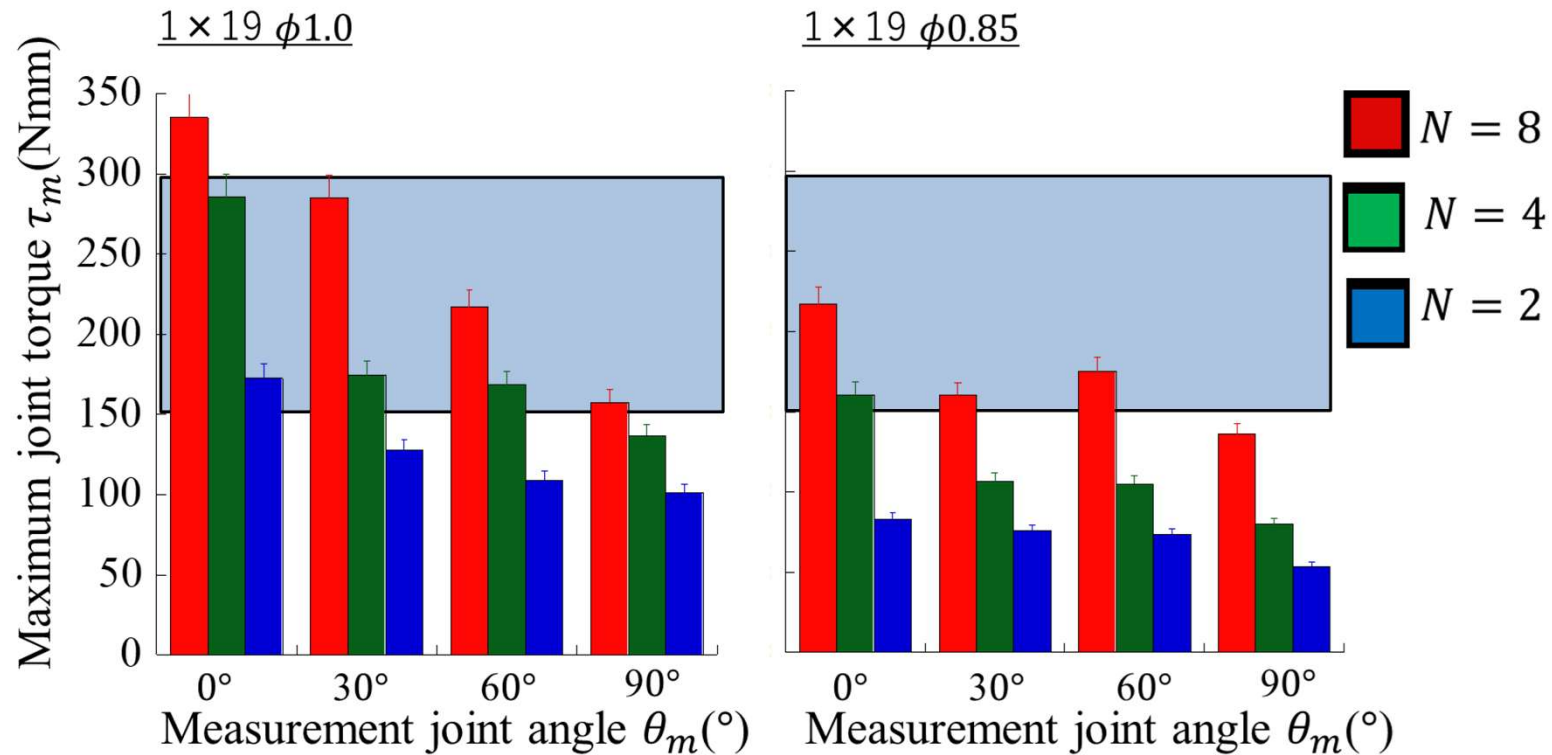 1×19 ϕ1.0
1×19 ϕ0.85
Maximum joint torque τₘ(Nmm)
350
300
250
200
150
100
50
0
0° 30° 60° 90°
Measurement joint angle θₘ(°)
0° 30° 60° 90°
Measurement joint angle θₘ(°)
N = 8
N = 4
N = 2